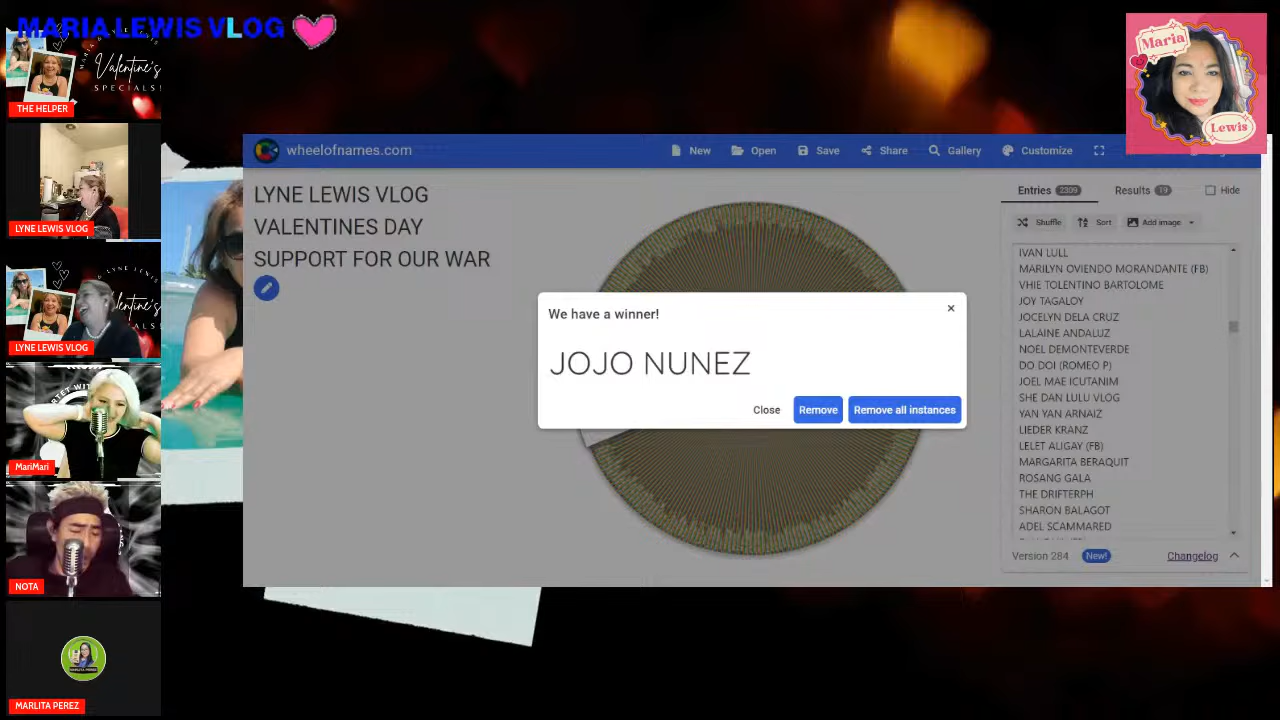 MARIA LEWIS VLOG
Valentine's
SPECIALS!
THE HELPER
LYNE LEWIS VLOG
LYNE LEWIS VLOG
MariMari
NOTA
MARLITA PEREZ
Maria
Lewis
wheelofnames.com
New
Open
Save
Share
Gallery
Customize
LYNE LEWIS VLOG
VALENTINES DAY
SUPPORT FOR OUR WAR
We have a winner!
JOJO NUNEZ
Close
Remove
Remove all instances
Entries 2309
Results 19
Hide
Shuffle
Sort
Add image
IVAN LULL
MARILYN OVIENDO MORANDANTE (FB)
VHIE TOLENTINO BARTOLOME
JOY TAGALOY
JOCELYN DELA CRUZ
LALAINE ANDALUZ
NOEL DEMONTEVERDE
DO DOI (ROMEO P)
JOEL MAE ICUTANIM
SHE DAN LULU VLOG
YAN YAN ARNAIZ
LIEDER KRANZ
LELET ALIGAY (FB)
MARGARITA BERAQUIT
ROSANG GALA
THE DRIFTERPH
SHARON BALAGOT
ADEL SCAMMARED
Version 284
New!
Changelog